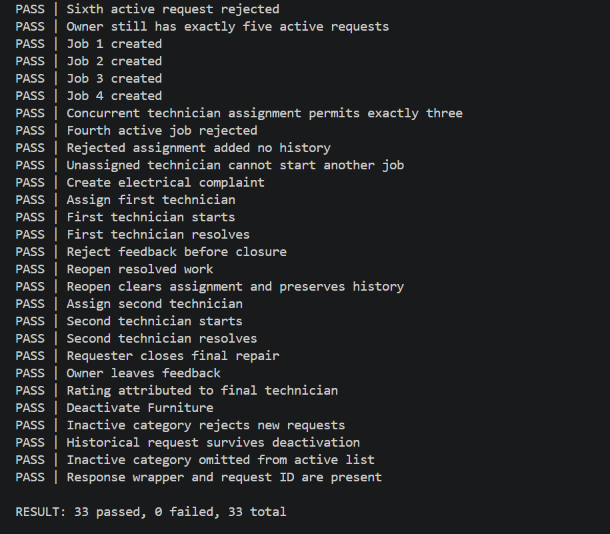 PASS | Sixth active request rejected
PASS | Owner still has exactly five active requests
PASS | Job 1 created
PASS | Job 2 created
PASS | Job 3 created
PASS | Job 4 created
PASS | Concurrent technician assignment permits exactly three
PASS | Fourth active job rejected
PASS | Rejected assignment added no history
PASS | Unassigned technician cannot start another job
PASS | Create electrical complaint
PASS | Assign first technician
PASS | First technician starts
PASS | First technician resolves
PASS | Reject feedback before closure
PASS | Reopen resolved work
PASS | Reopen clears assignment and preserves history
PASS | Assign second technician
PASS | Second technician starts
PASS | Second technician resolves
PASS | Requester closes final repair
PASS | Owner leaves feedback
PASS | Rating attributed to final technician
PASS | Deactivate Furniture
PASS | Inactive category rejects new requests
PASS | Historical request survives deactivation
PASS | Inactive category omitted from active list
PASS | Response wrapper and request ID are present
RESULT: 33 passed, 0 failed, 33 total